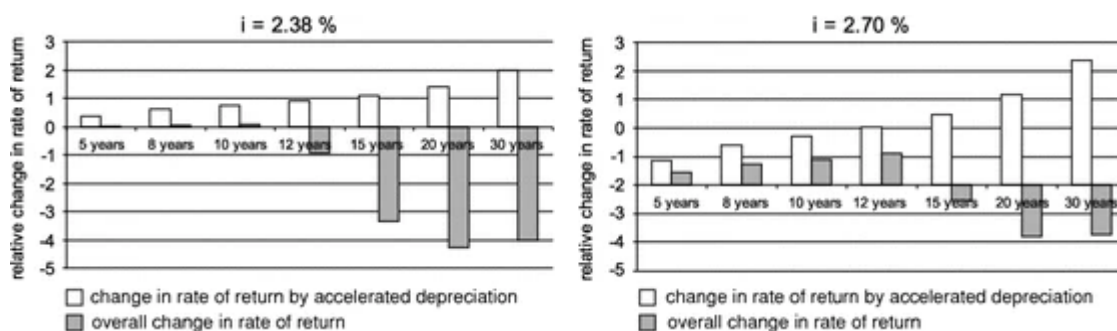 i = 2.38 %
relative change in rate of return
3
2
1
0
-1
-2
-3
-4
-5
5 years
8 years
10 years
12 years
15 years
20 years
30 years
change in rate of return by accelerated depreciation
overall change in rate of return
i = 2.70 %
relative change in rate of return
3
2
1
0
-1
-2
-3
-4
-5
5 years
8 years
10 years
12 years
15 years
20 years
30 years
change in rate of return by accelerated depreciation
overall change in rate of return